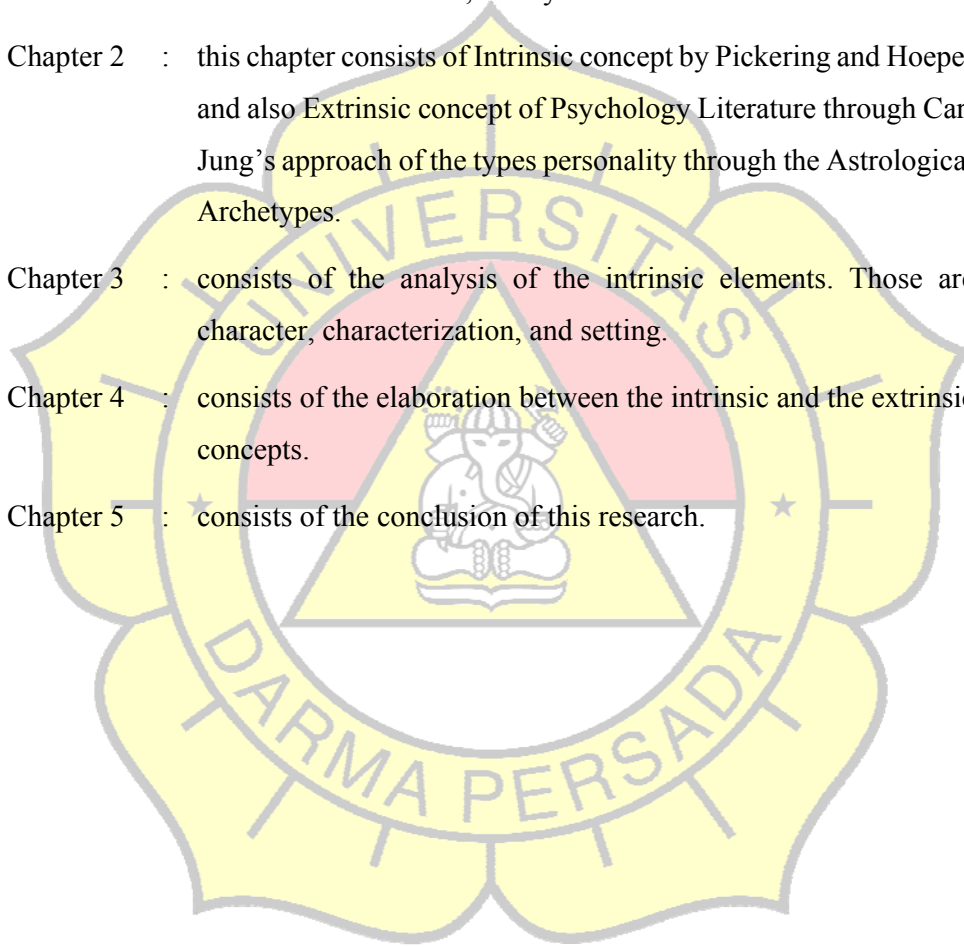 Chapter 2 : this chapter consists of Intrinsic concept by Pickering and Hoepe
and also Extrinsic concept of Psychology Literature through Car
Jung's approach of the types personality through the Astrologica
Archetypes.
Chapter 3 : consists of the analysis of the intrinsic elements. Those are
character, characterization, and setting.
Chapter 4 : consists of the elaboration between the intrinsic and the extrinsic
concepts.
Chapter 5 : consists of the conclusion of this research.
UNIVERSITAS
DARMA PERSADA